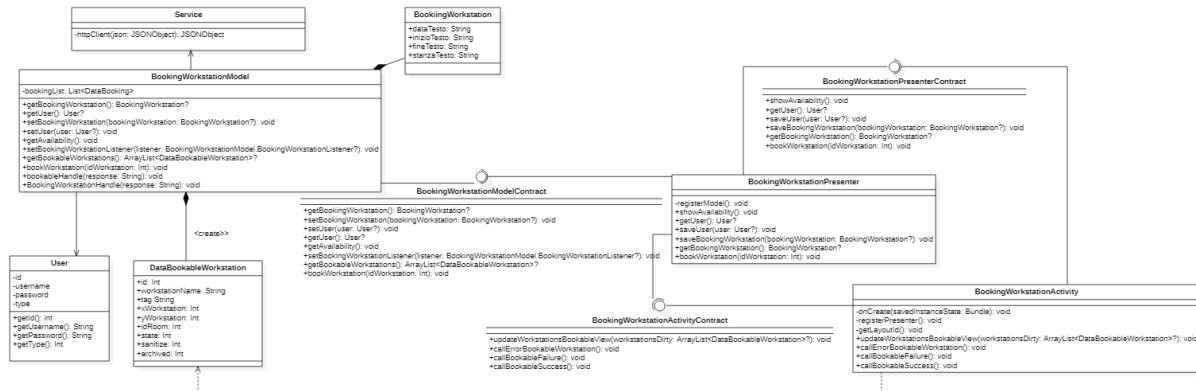 Service
-httpClient(json: JSONObject): JSONObject
BookiingWorkstation
+dataTesto: String
+inizioTesto: String
+fineTesto: String
+stanzaTesto: String
BookingWorkstationModel
-bookingList: List<DataBooking>
+getBookingWorkstation(): BookingWorkstation?
+getUser(): User?
+setBookingWorkstation(bookingWorkstation: BookingWorkstation?): void
+setUser(user: User?): void
+getAvailability(): void
+setBookingWorkstationListener(listener: BookingWorkstationModel.BookingWorkstationListener?): void
+getBookableWorkstations(): ArrayList<DataBookableWorkstation>?
+bookWorkstation(idWorkstation: Int): void
+bookableHandle(response: String): void
+BookingWorkstationHandle(response: String): void
BookingWorkstationPresenterContract
+showAvailability(): void
+getUser(): User?
+saveUser(user: User?): void
+saveBookingWorkstation(bookingWorkstation: BookingWorkstation?): void
+getBookingWorkstation(): BookingWorkstation?
+bookWorkstation(idWorkstation: Int): void
BookingWorkstationModelContract
+getBookingWorkstation(): BookingWorkstation?
+setBookingWorkstation(bookingWorkstation: BookingWorkstation?): void
+setUser(user: User?): void
+getUser(): User?
+getAvailability(): void
+setBookingWorkstationListener(listener: BookingWorkstationModel.BookingWorkstationListener?): void
+getBookableWorkstations(): ArrayList<DataBookableWorkstation>?
+bookWorkstation(idWorkstation: Int): void
BookingWorkstationPresenter
-registerModel(): void
+showAvailability(): void
+getUser(): User?
+saveUser(user: User?): void
+saveBookingWorkstation(bookingWorkstation: BookingWorkstation?): void
+getBookingWorkstation(): BookingWorkstation?
+bookWorkstation(idWorkstation: Int): void
<create>>
User
-id
-username
-password
-type
+getId(): int
+getUsername(): String
+getPassword(): String
+getType(): Int
DataBookableWorkstation
+id: Int
+workstationName: String
+tag String
+xWorkstation: Int
+yWorkstation: Int
+idRoom: Int
+state: Int
+sanitize: Int
+archived: Int
BookingWorkstationActivityContract
+updateWorkstationsBookableView(workstationsDirty: ArrayList<DataBookableWorkstation>?): void
+callErrorBookableWorkstation(): void
+callBookableFailure(): void
+callBookableSuccess(): void
BookingWorkstationActivity
-onCreate(savedInstanceState: Bundle): void
-registerPresenter(): void
-getLayoutId(): void
+updateWorkstationsBookableView(workstationsDirty: ArrayList<DataBookableWorkstation>?): void
+callErrorBookableWorkstation(): void
+callBookableFailure(): void
+callBookableSuccess(): void